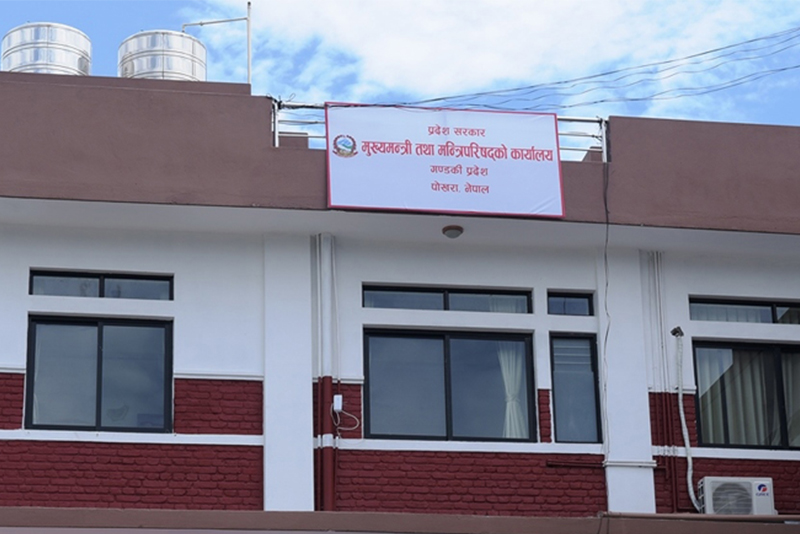 प्रदेश सरकार
मुख्यमन्त्री तथा मन्त्रिपरिषद्को कार्यालय
गण्डकी प्रदेश
पोखरा, नेपाल